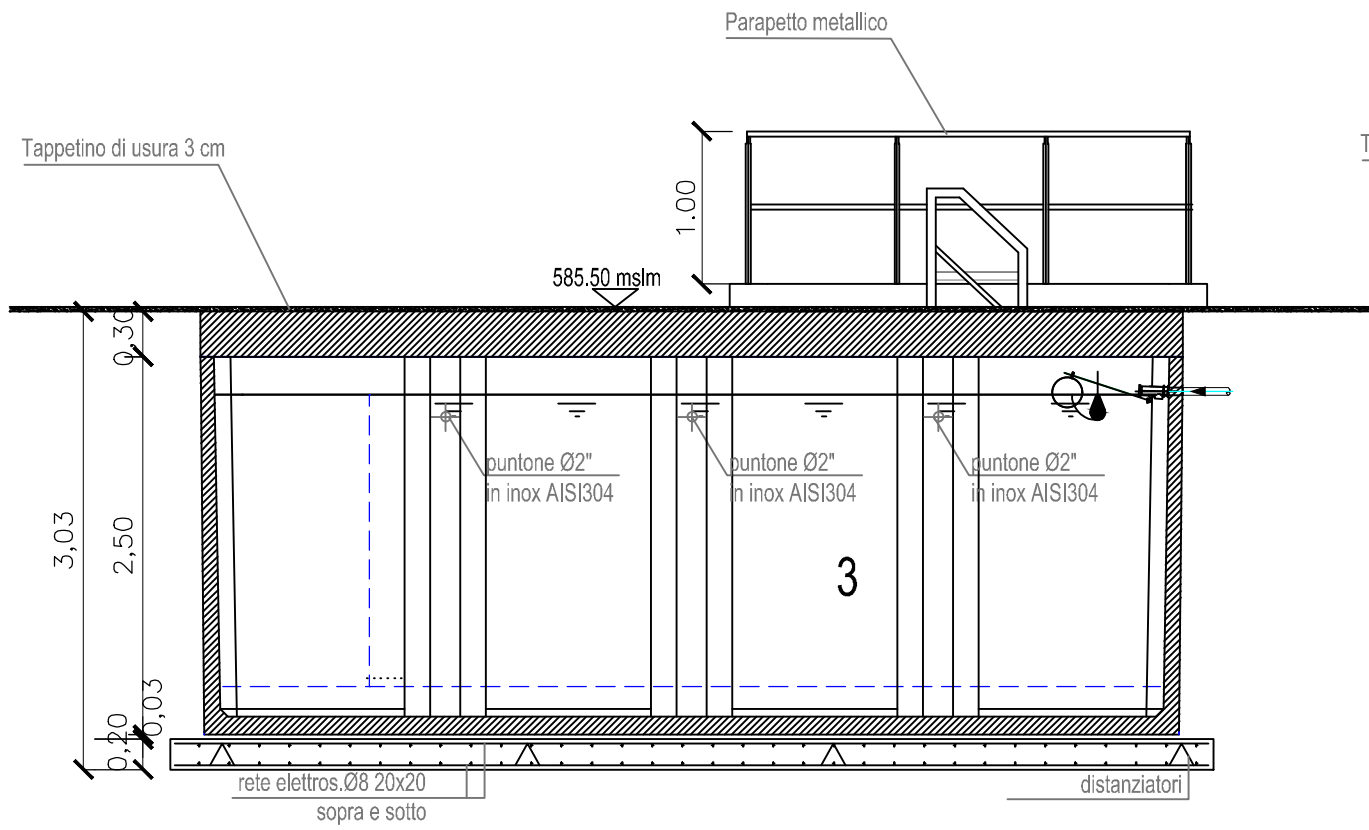 Parapetto metallico
Tappetino di usura 3 cm
T
1.00
585.50 mslm
0,30
puntone Ø2"
in inox AISI304
puntone Ø2"
in inox AISI304
puntone Ø2"
in inox AISI304
3,03
2,50
3
0,03
0,20
rete elettros.Ø8 20x20
sopra e sotto
distanziatori